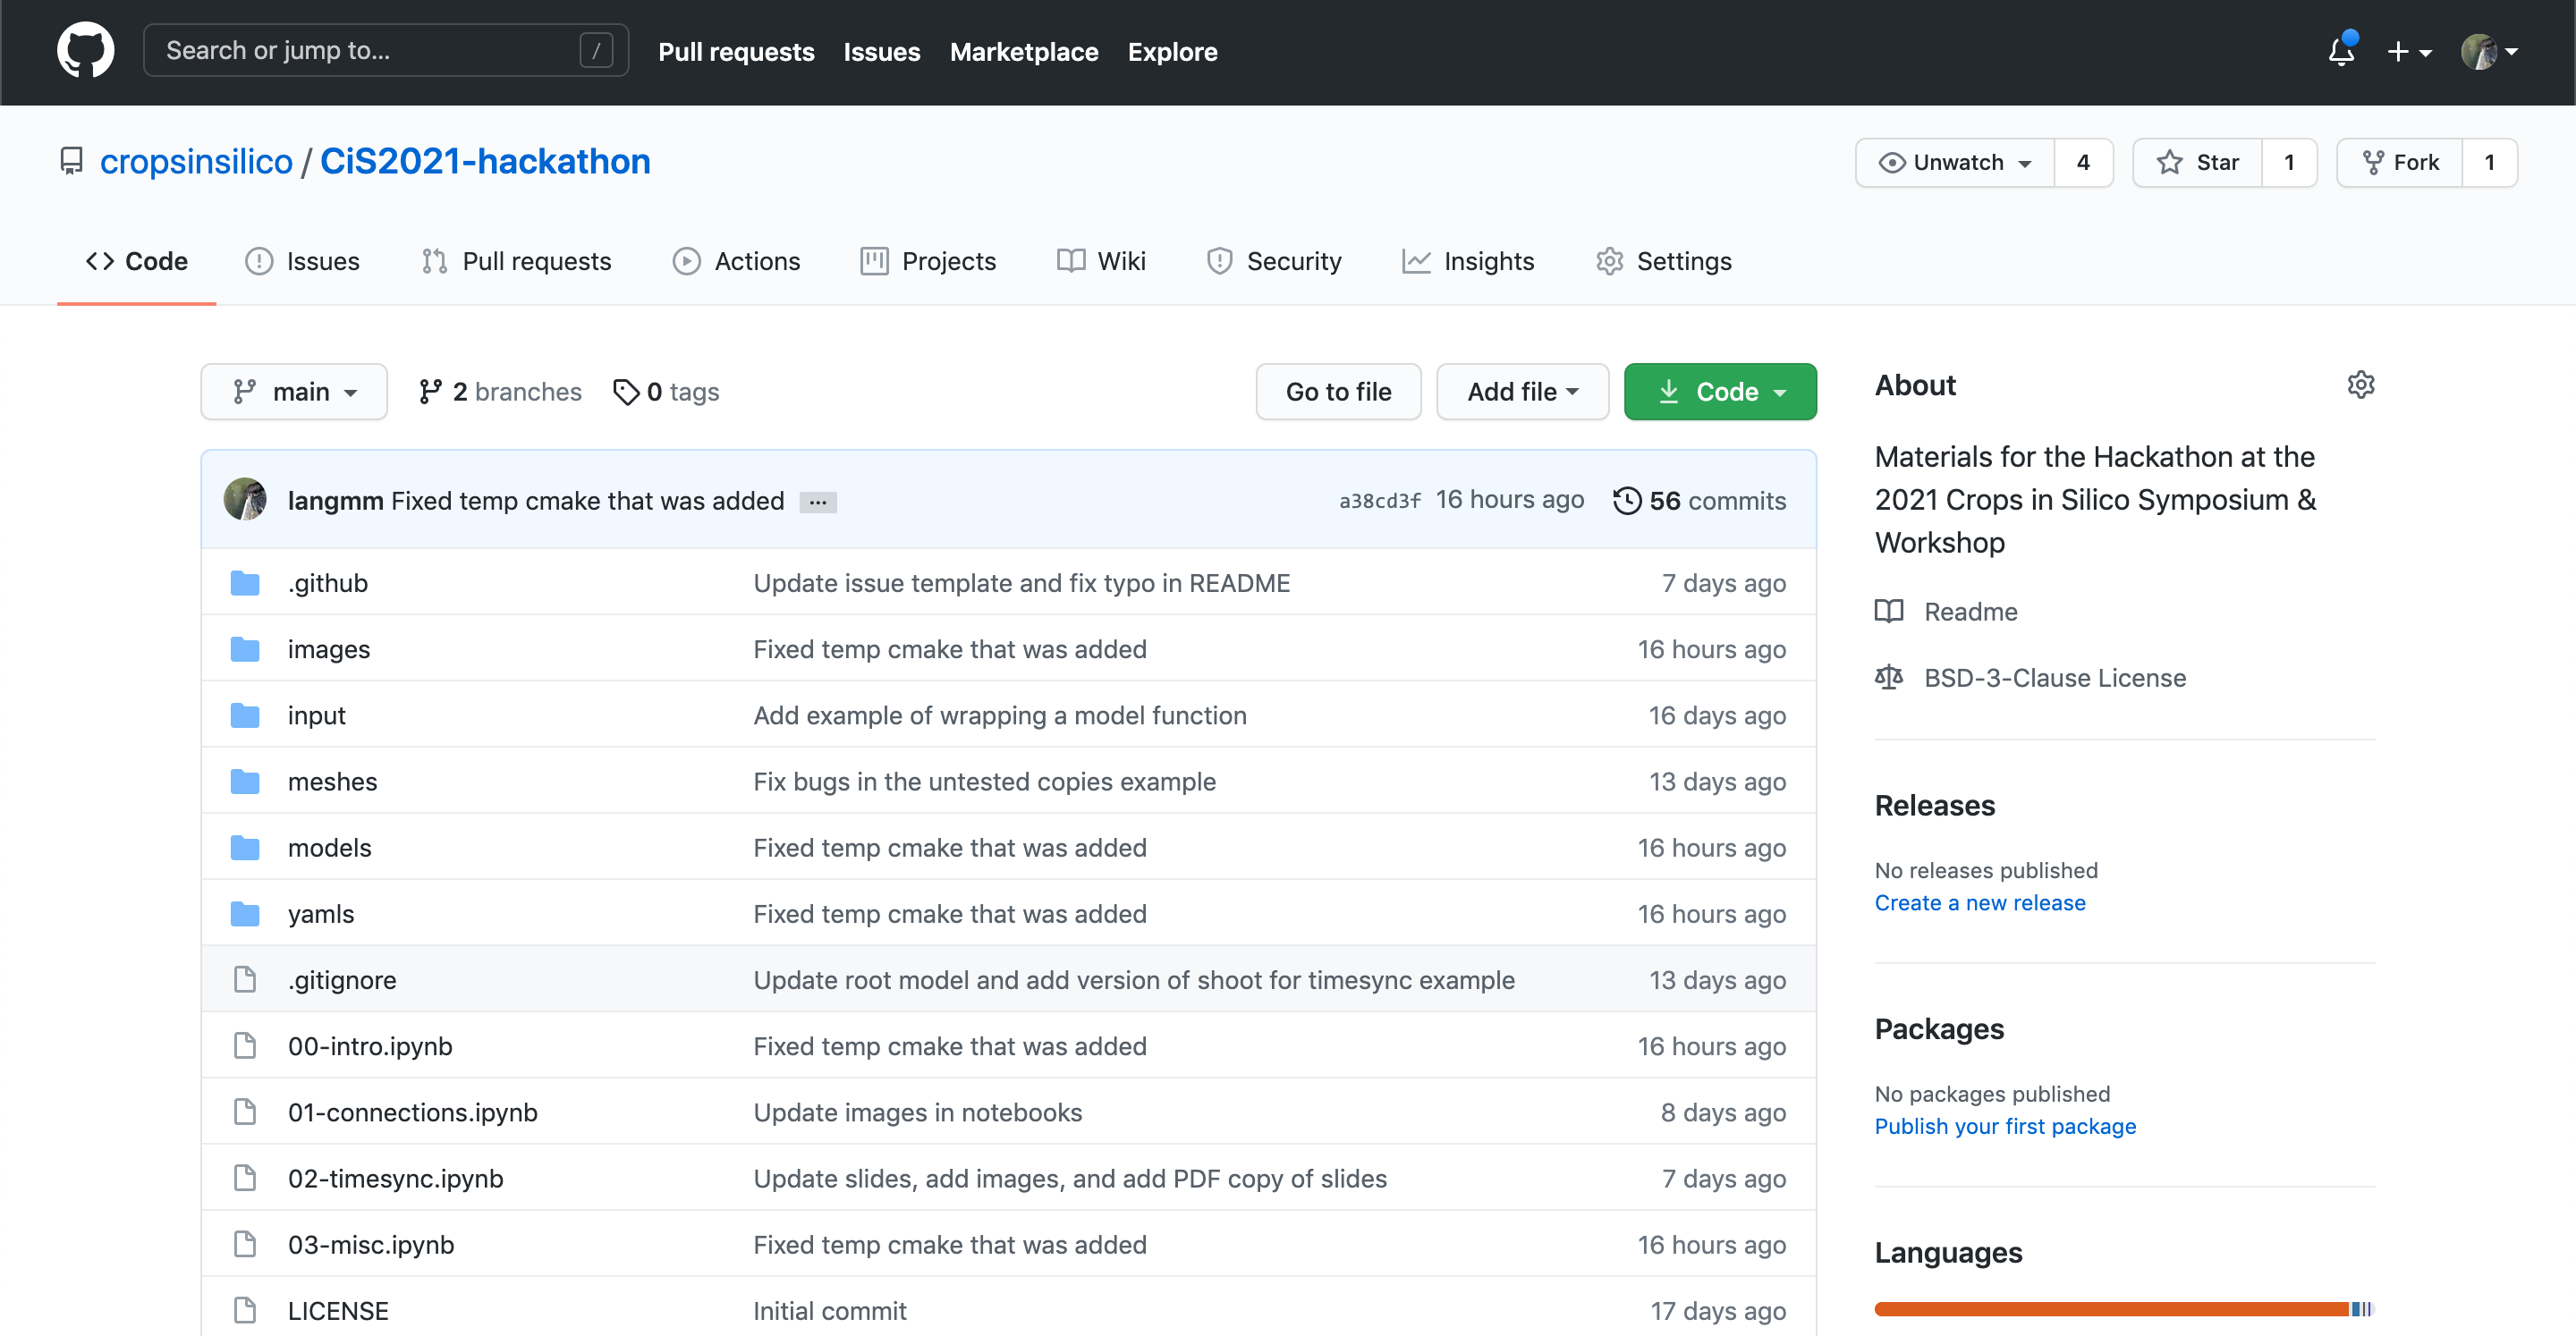 Search or jump to... /
Pull requests Issues Marketplace Explore
cropsinsilico / CiS2021-hackathon
Unwatch 4 Star 1 Fork 1
Code Issues Pull requests Actions Projects Wiki Security Insights Settings
main 2 branches 0 tags
Go to file Add file Code
langmm Fixed temp cmake that was added ... a38cd3f 16 hours ago 56 commits
.github Update issue template and fix typo in README 7 days ago
images Fixed temp cmake that was added 16 hours ago
input Add example of wrapping a model function 16 days ago
meshes Fix bugs in the untested copies example 13 days ago
models Fixed temp cmake that was added 16 hours ago
yamls Fixed temp cmake that was added 16 hours ago
.gitignore Update root model and add version of shoot for timesync example 13 days ago
00-intro.ipynb Fixed temp cmake that was added 16 hours ago
01-connections.ipynb Update images in notebooks 8 days ago
02-timesync.ipynb Update slides, add images, and add PDF copy of slides 7 days ago
03-misc.ipynb Fixed temp cmake that was added 16 hours ago
LICENSE Initial commit 17 days ago
About
Materials for the Hackathon at the
2021 Crops in Silico Symposium &
Workshop
Readme
BSD-3-Clause License
Releases
No releases published
Create a new release
Packages
No packages published
Publish your first package
Languages